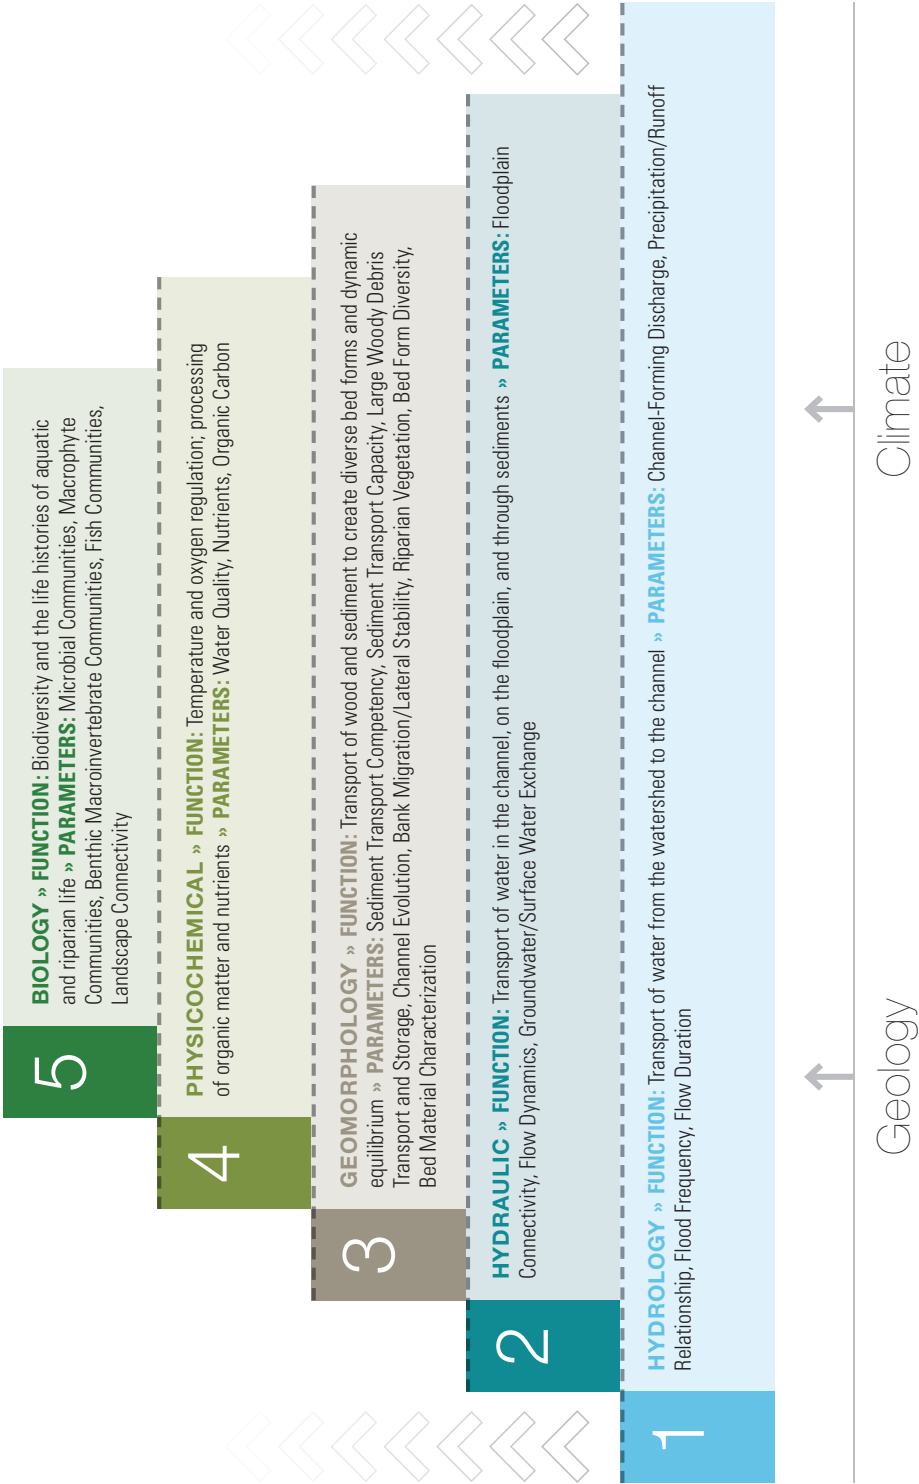 5
BIOLOGY » FUNCTION: Biodiversity and the life histories of aquatic
and riparian life » PARAMETERS: Microbial Communities, Macrophyte
Communities, Benthic Macroinvertebrate Communities, Fish Communities,
Landscape Connectivity
4
PHYSICOCHEMICAL » FUNCTION: Temperature and oxygen regulation; processing
of organic matter and nutrients » PARAMETERS: Water Quality, Nutrients, Organic Carbon
3
GEOMORPHOLOGY » FUNCTION: Transport of wood and sediment to create diverse bed forms and dynamic
equilibrium » PARAMETERS: Sediment Transport Competency, Sediment Transport Capacity, Large Woody Debris
Transport and Storage, Channel Evolution, Bank Migration/Lateral Stability, Riparian Vegetation, Bed Form Diversity,
Bed Material Characterization
2
HYDRAULIC » FUNCTION: Transport of water in the channel, on the floodplain, and through sediments » PARAMETERS: Floodplain
Connectivity, Flow Dynamics, Groundwater/Surface Water Exchange
1
HYDROLOGY » FUNCTION: Transport of water from the watershed to the channel » PARAMETERS: Channel-Forming Discharge, Precipitation/Runoff
Relationship, Flood Frequency, Flow Duration
Geology
Climate